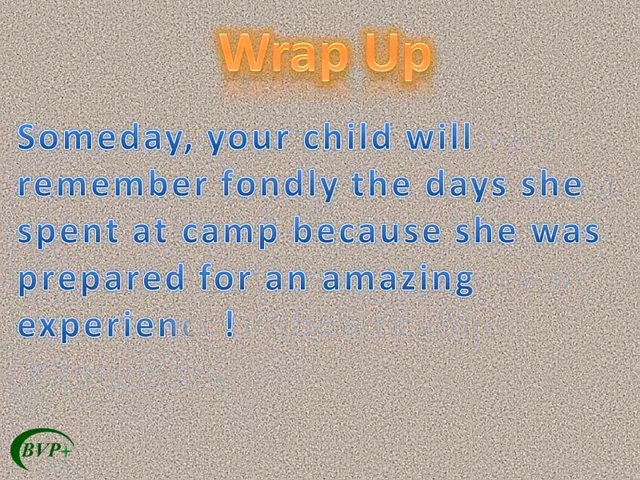 Wrap Up
Someday, your child will
remember fondly the days she
spent at camp because she was
prepared for an amazing
experience !
BVP+